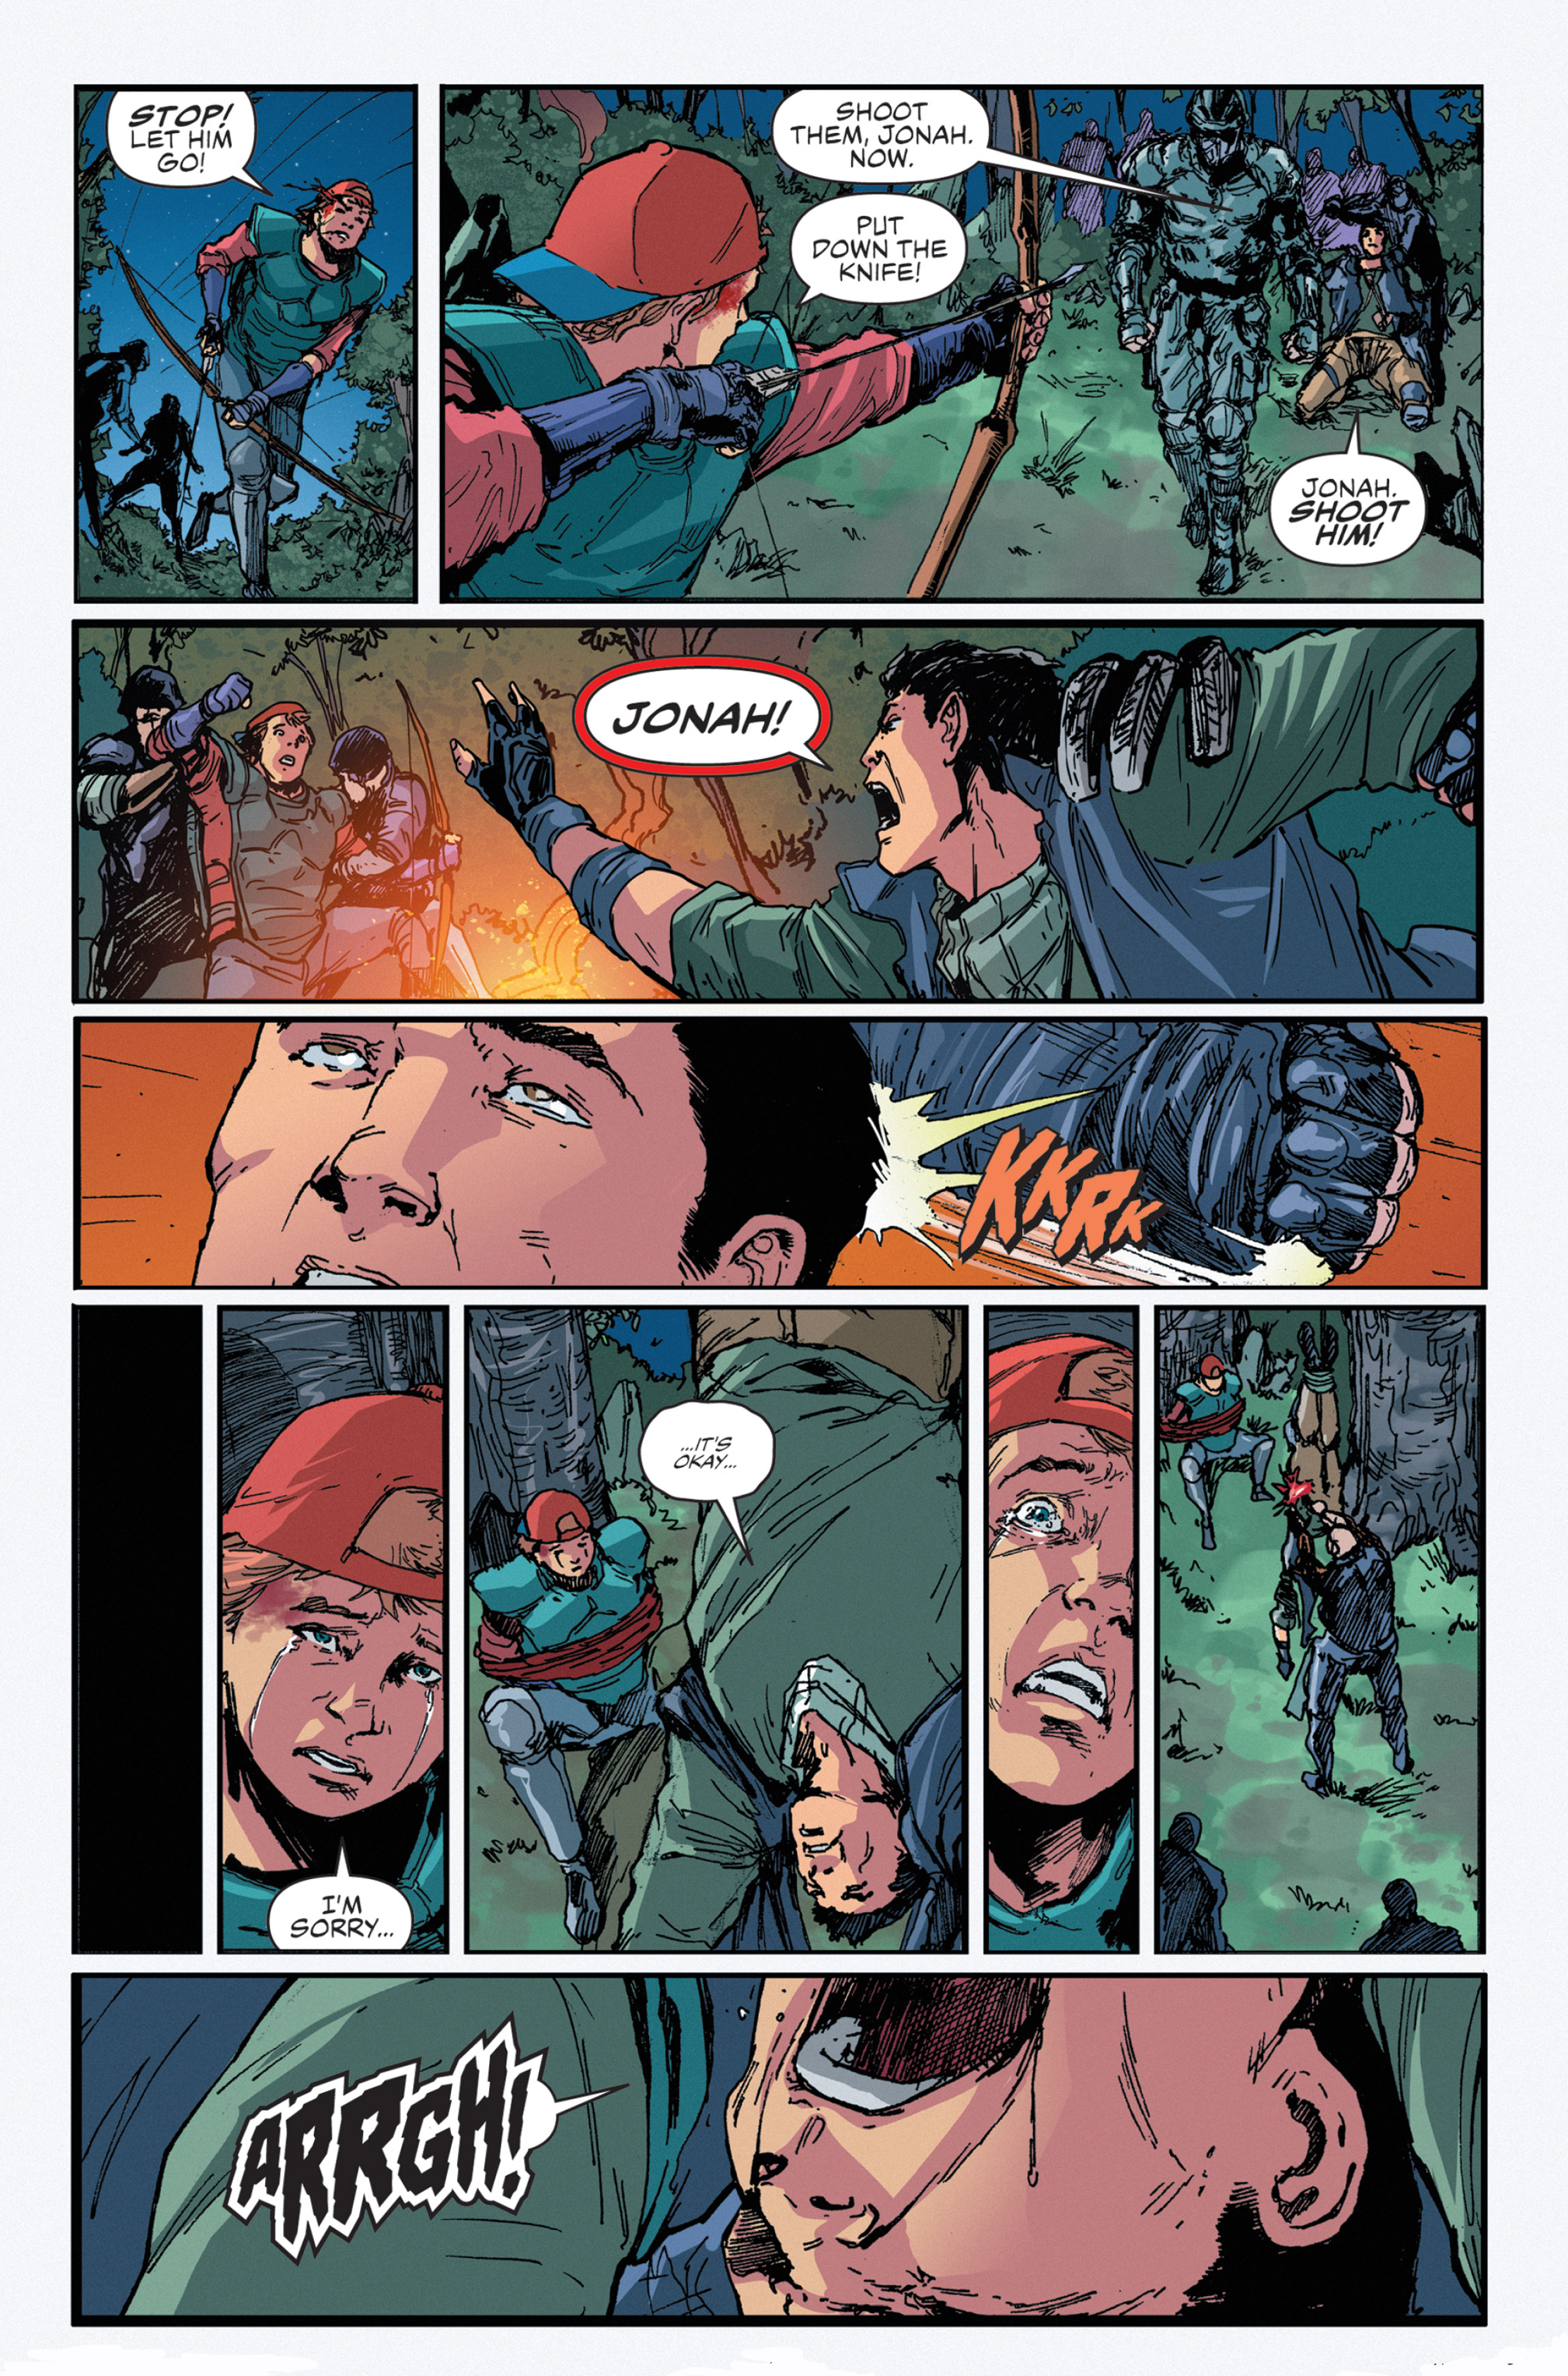 STOP!
LET HIM
GO!
SHOOT
THEM, JONAH.
NOW.
PUT
DOWN THE
KNIFE!
JONAH.
SHOOT
HIM!
JONAH!
KKRK
I'M
SORRY...
...IT'S
OKAY...
ARRGH!